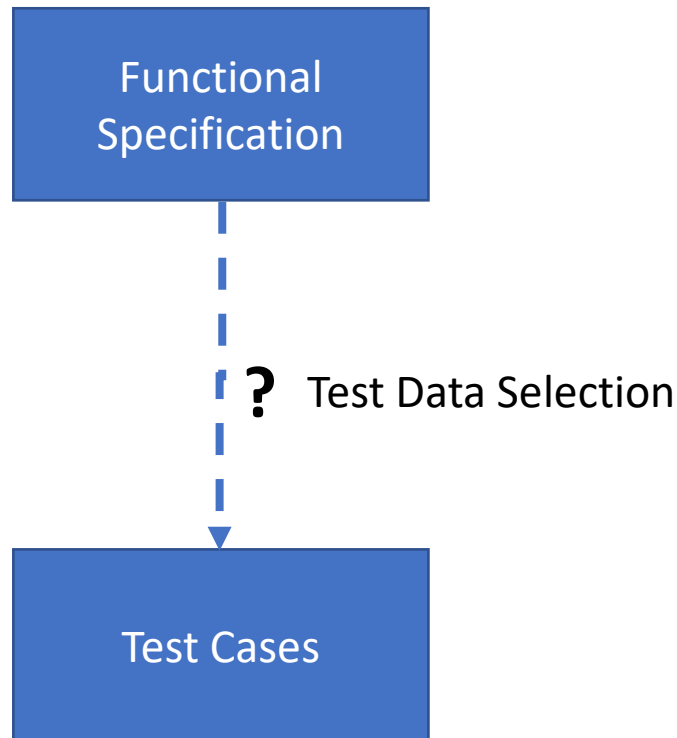 Functional
Specification
? Test Data Selection
Test Cases